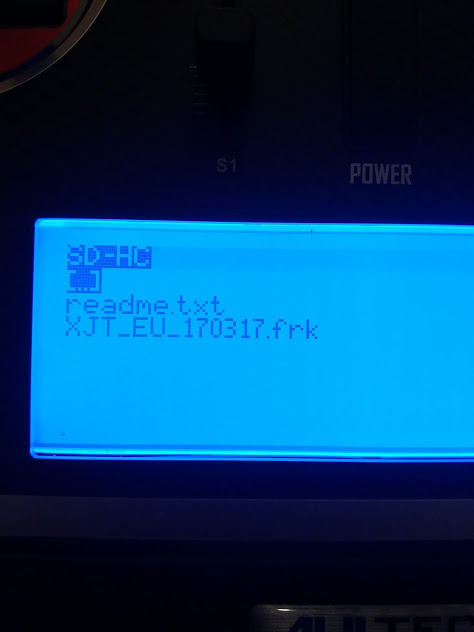 S1
POWER
SD-HC
readme.txt
XJT_EU_170317.frk